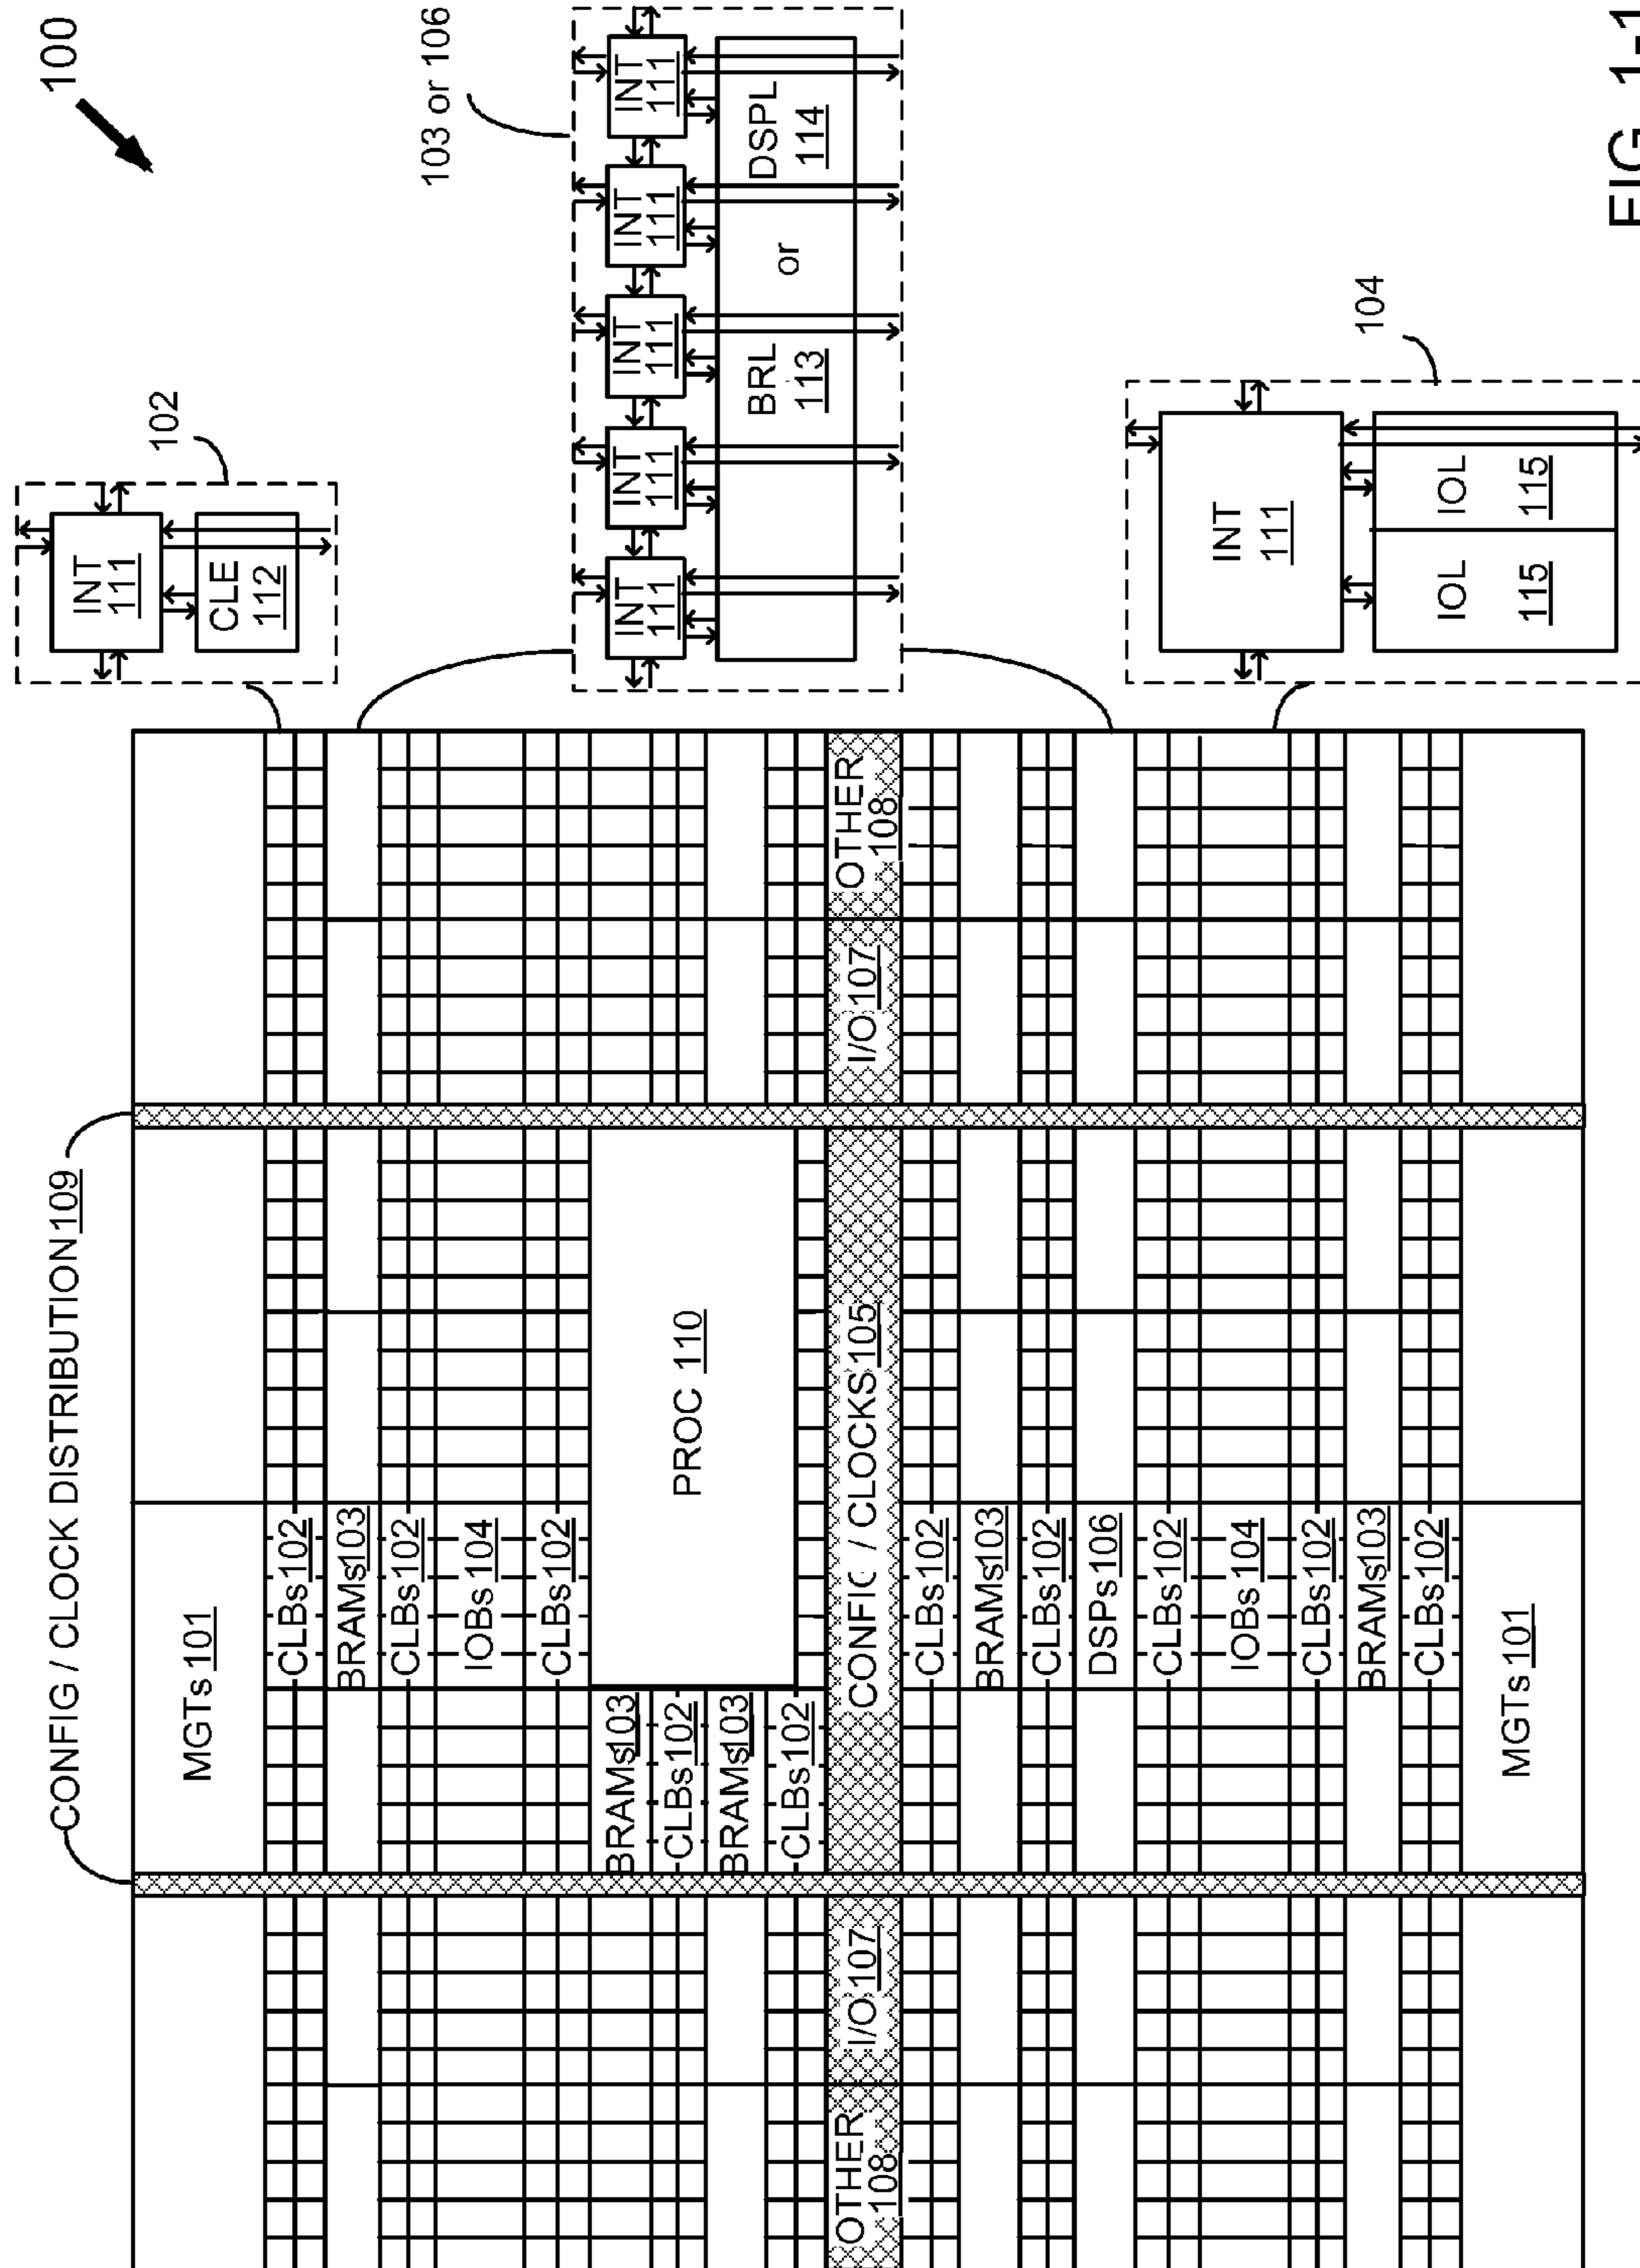 100
CONFIG / CLOCK DISTRIBUTION 109
102
INT
111
CLE
112
103 or 106
INT
111
INT
111
INT
111
INT
111
INT
111
BRL
113
or
DSPL
114
104
INT
111
IOL
115
IOL
115
MGTs 101
CLBs 102
BRAMs 103
CLBs 102
IOBs 104
CLBs 102
BRAMs 103
CLBs 102
BRAMs 103
CLBs 102
PROC 110
OTHER
108
I/O 107
CONFIG / CLOCKS 105
I/O 107
OTHER
108
CLBs 102
BRAMs 103
CLBs 102
DSPs 106
CLBs 102
IOBs 104
CLBs 102
BRAMs 103
CLBs 102
MGTs 101
FIG 1-1